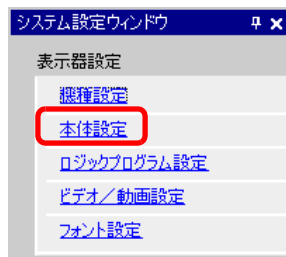 システム設定ウィンドウ
表示器設定
機種設定
本体設定
ロジックプログラム設定
ビデオ／動画設定
フォント設定